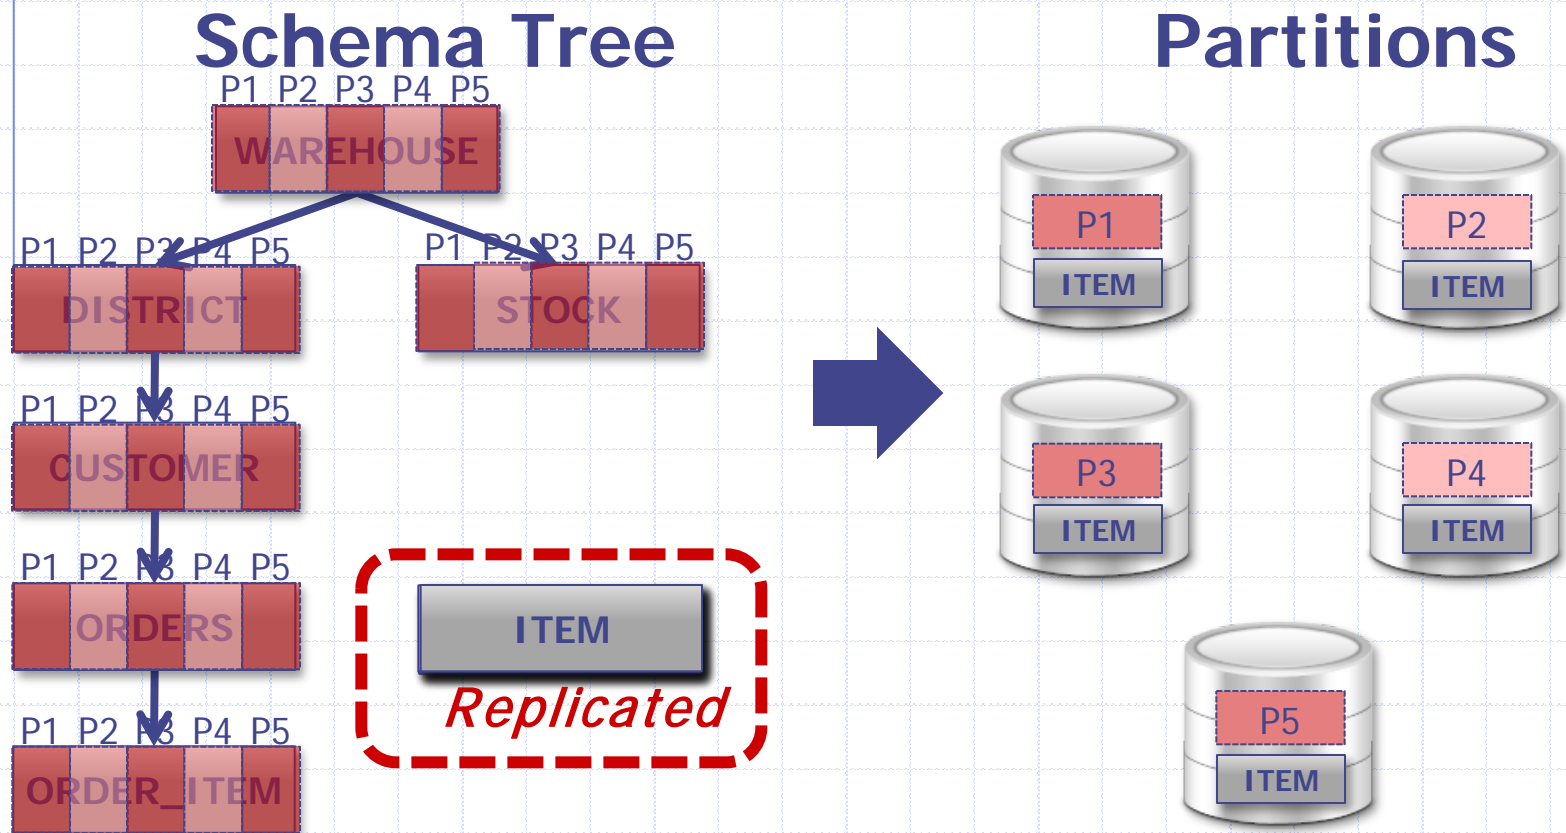 Schema Tree
Partitions
P1 P2 P3 P4 P5
WAREHOUSE
P1 P2 P3 P4 P5
DISTRICT
P1 P2 P3 P4 P5
STOCK
P1 P2 P3 P4 P5
CUSTOMER
P1 P2 P3 P4 P5
ORDERS
P1 P2 P3 P4 P5
ORDER_ITEM
ITEM
Replicated
P1
ITEM
P2
ITEM
P3
ITEM
P4
ITEM
P5
ITEM